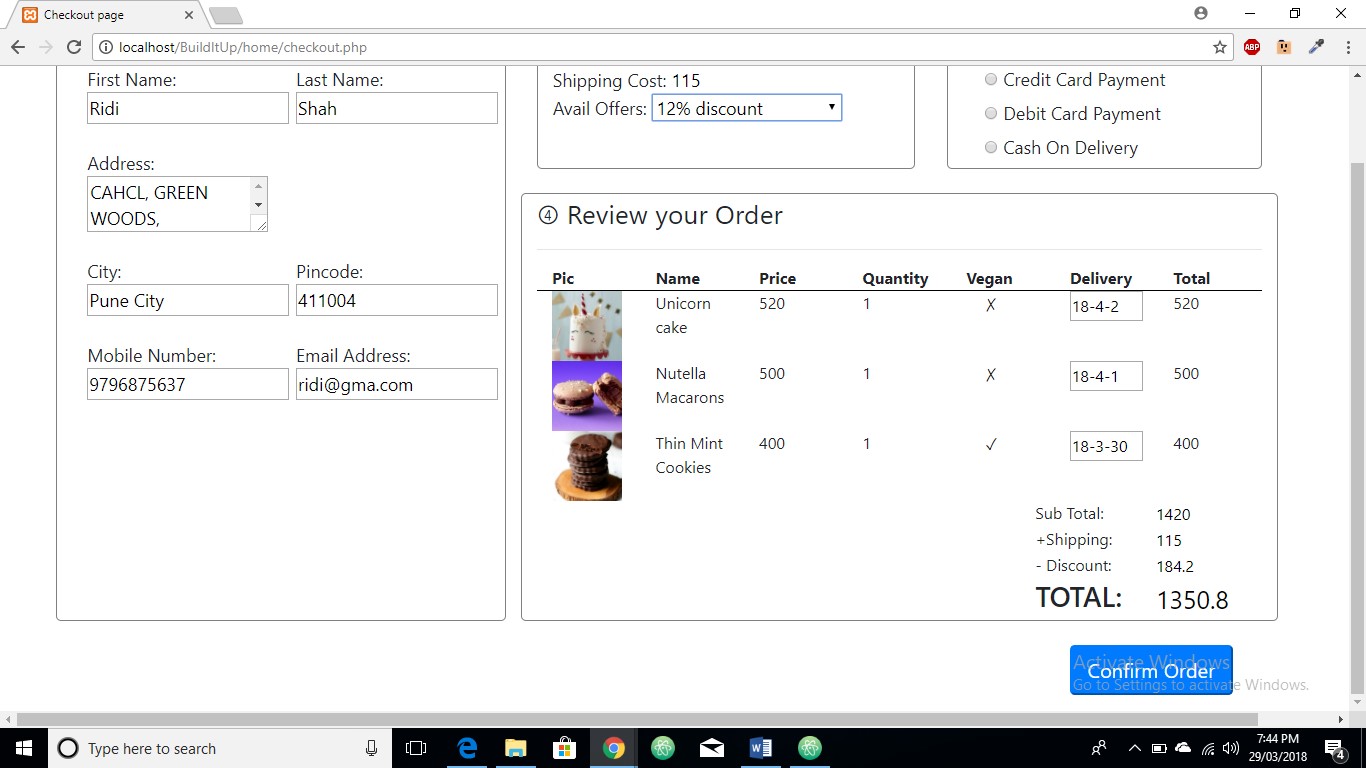 Checkout page
localhost/BuildItUp/home/checkout.php
ABP
First Name: Last Name:
Ridi Shah
Address:
CAHCL, GREEN
WOODS,
City: Pincode:
Pune City 411004
Mobile Number: Email Address:
9796875637 ridi@gma.com
Shipping Cost: 115
Avail Offers: 12% discount
Credit Card Payment
Debit Card Payment
Cash On Delivery
④ Review your Order
Pic Name Price Quantity Vegan Delivery Total
Unicorn cake 520 1 ✗ 18-4-2 520
Nutella Macarons 500 1 ✗ 18-4-1 500
Thin Mint Cookies 400 1 ✓ 18-3-30 400
Sub Total: 1420
+Shipping: 115
- Discount: 184.2
TOTAL: 1350.8
Confirm Order
Activate Windows
Go to Settings to activate Windows.
Type here to search
7:44 PM
29/03/2018
4